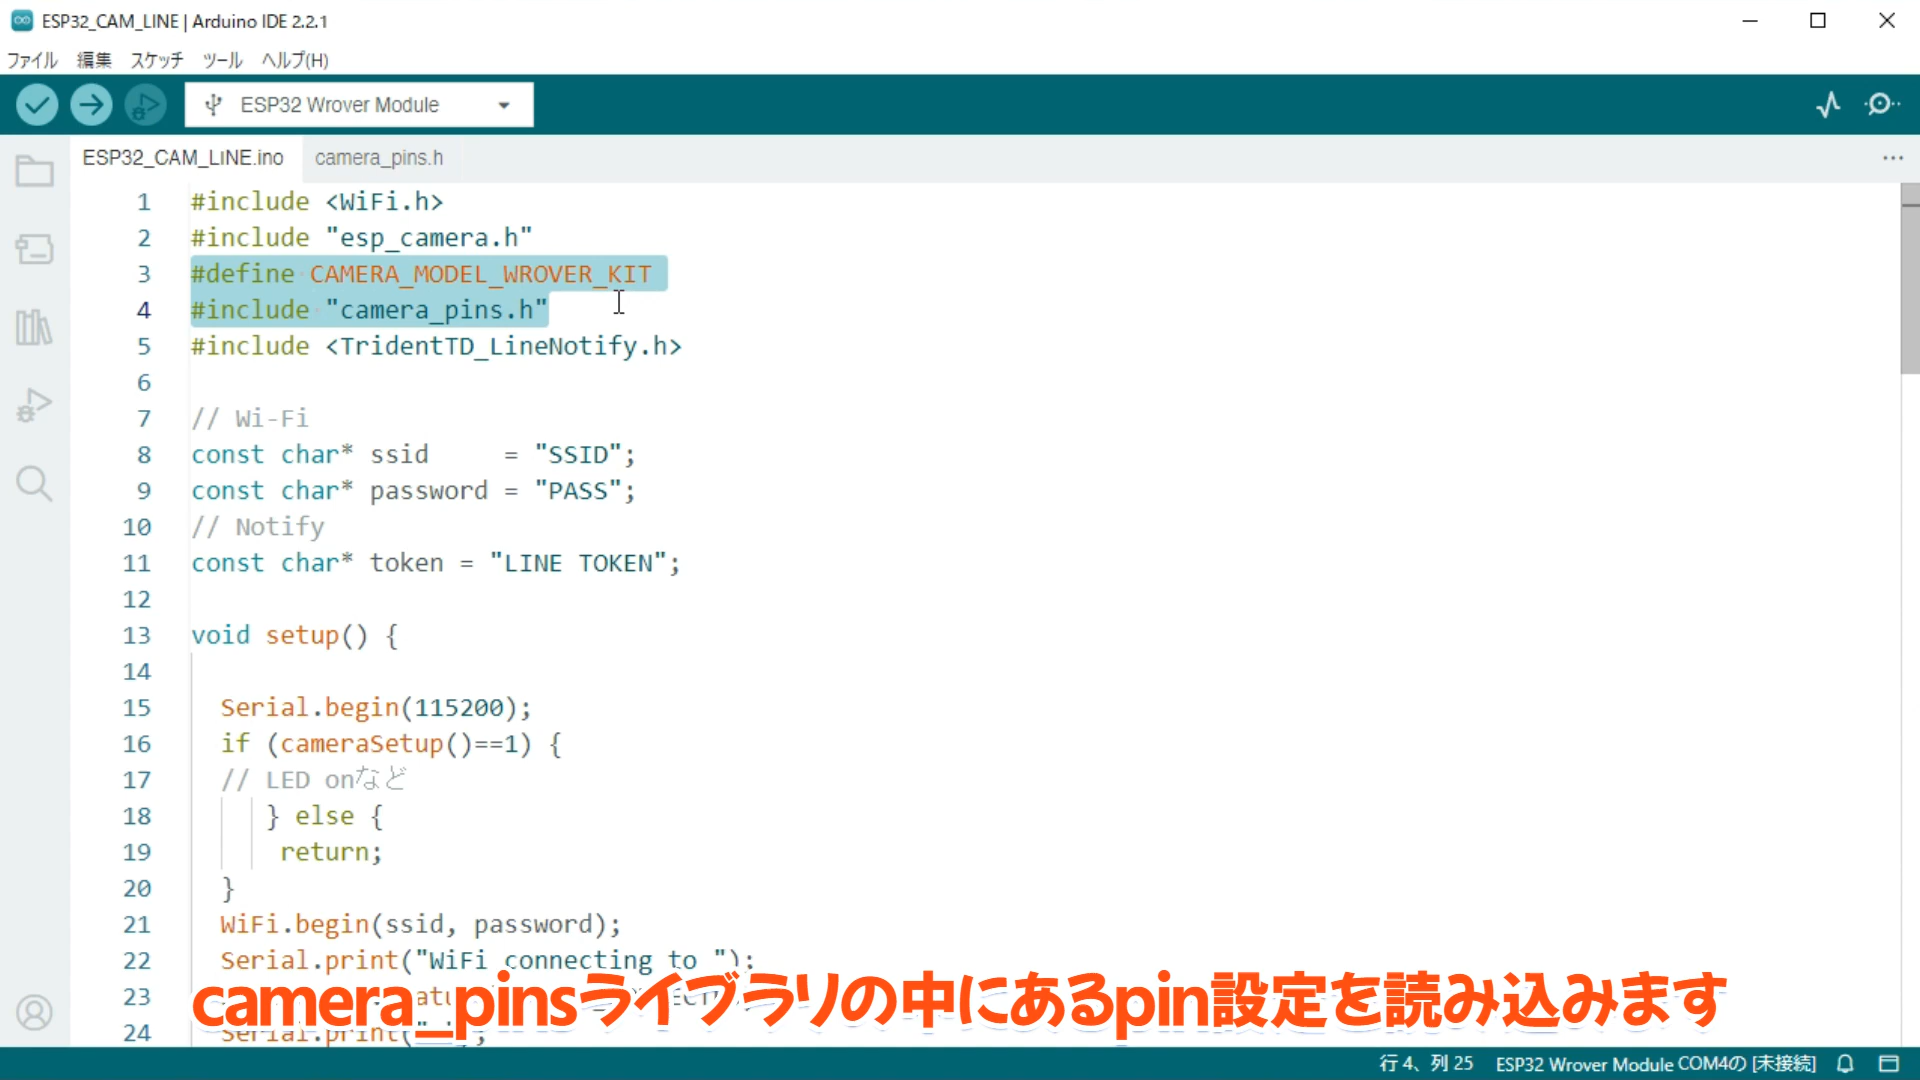 ESP32_CAM_LINE | Arduino IDE 2.2.1
ファイル 編集 スケッチ ツール ヘルプ(H)
ESP32 Wrover Module
ESP32_CAM_LINE.ino camera_pins.h
1 #include <WiFi.h>
2 #include "esp_camera.h"
3 #define CAMERA_MODEL_WROVER_KIT
4 #include "camera_pins.h"
5 #include <TridentTD_LineNotify.h>
6
7 // Wi-Fi
8 const char* ssid     = "SSID";
9 const char* password = "PASS";
10 // Notify
11 const char* token = "LINE TOKEN";
12
13 void setup() {
14
15 Serial.begin(115200);
16 if (cameraSetup()==1) {
17 // LED onなど
18 } else {
19 return;
20 }
21 WiFi.begin(ssid, password);
22 Serial.print("WiFi connecting to ");
23
24 Serial.print(
camera_pinsライブラリの中にあるpin設定を読み込みます
行 4、列 25 ESP32 Wrover Module COM4の [未接続]